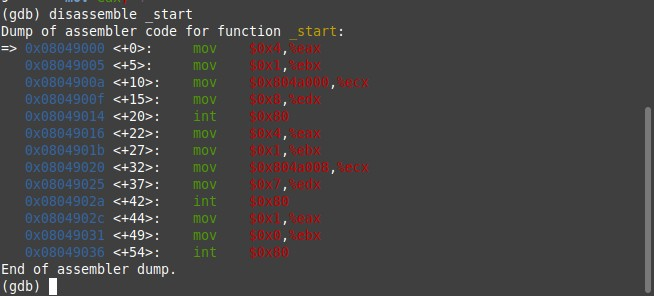 (gdb) disassemble _start
Dump of assembler code for function _start:
=> 0x08049000 <+0>: mov $0x4,%eax
0x08049005 <+5>: mov $0x1,%ebx
0x0804900a <+10>: mov $0x804a000,%ecx
0x0804900f <+15>: mov $0x8,%edx
0x08049014 <+20>: int $0x80
0x08049016 <+22>: mov $0x4,%eax
0x0804901b <+27>: mov $0x1,%ebx
0x08049020 <+32>: mov $0x804a008,%ecx
0x08049025 <+37>: mov $0x7,%edx
0x0804902a <+42>: int $0x80
0x0804902c <+44>: mov $0x1,%eax
0x08049031 <+49>: mov $0x0,%ebx
0x08049036 <+54>: int $0x80
End of assembler dump.
(gdb)